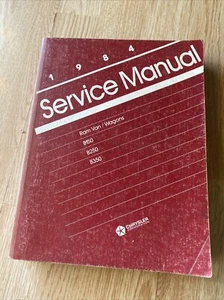 1984
Service Manual
Ram Van / Wagons
B150
B250
B350
CHRYSLER